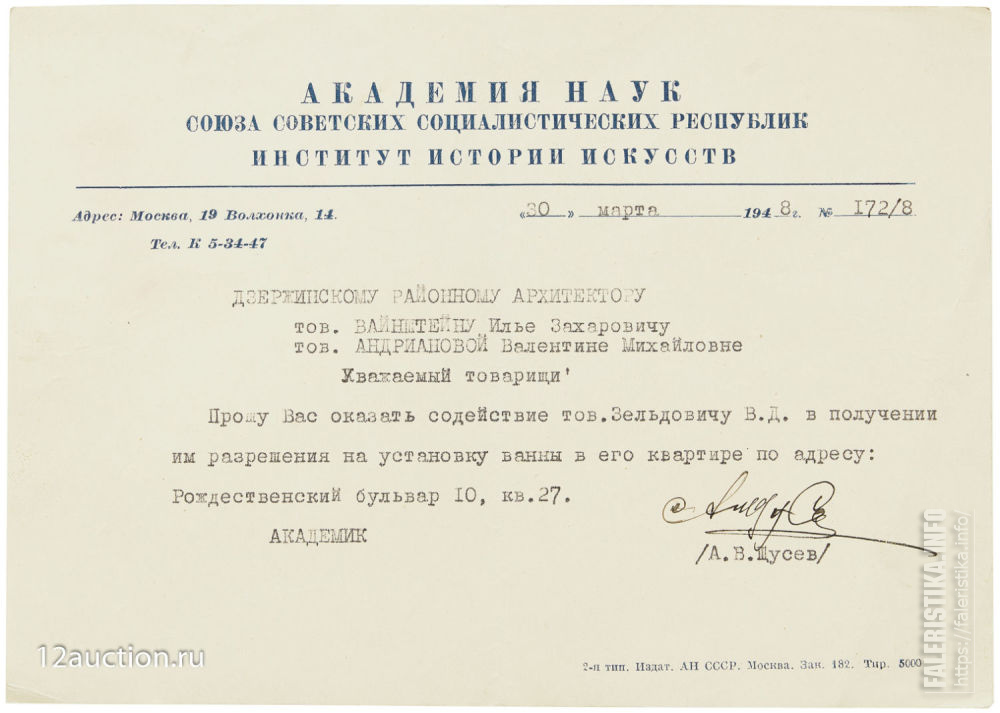 АКАДЕМИЯ НАУК
СОЮЗА СОВЕТСКИХ СОЦИАЛИСТИЧЕСКИХ РЕСПУБЛИК
ИНСТИТУТ ИСТОРИИ ИСКУССТВ
Адрес: Москва, 19 Волхонка, 14. «30» марта 1948г. № 172/8
Тел. К 5-34-47
ДЗЕРЖИНСКОМУ РАЙОННОМУ АРХИТЕКТОРУ
тов. ВАЙНШТЕЙНУ Илье Захаровичу
тов. АНДРИАНОВОЙ Валентине Михайловне
Уважаемый товарищи'
Прошу Вас оказать содействие тов.Зельдовичу В.Д. в получении
им разрешения на установку ванны в его квартире по адресу:
Рождественский бульвар 10, кв.27.
АКАДЕМИК
/А.В.Щусев/
2-я тип. Издат. АН СССР. Москва. Зак. 182. Тир. 5000
12auction.ru
FALERISTIKA.INFO
https://faleristika.info/